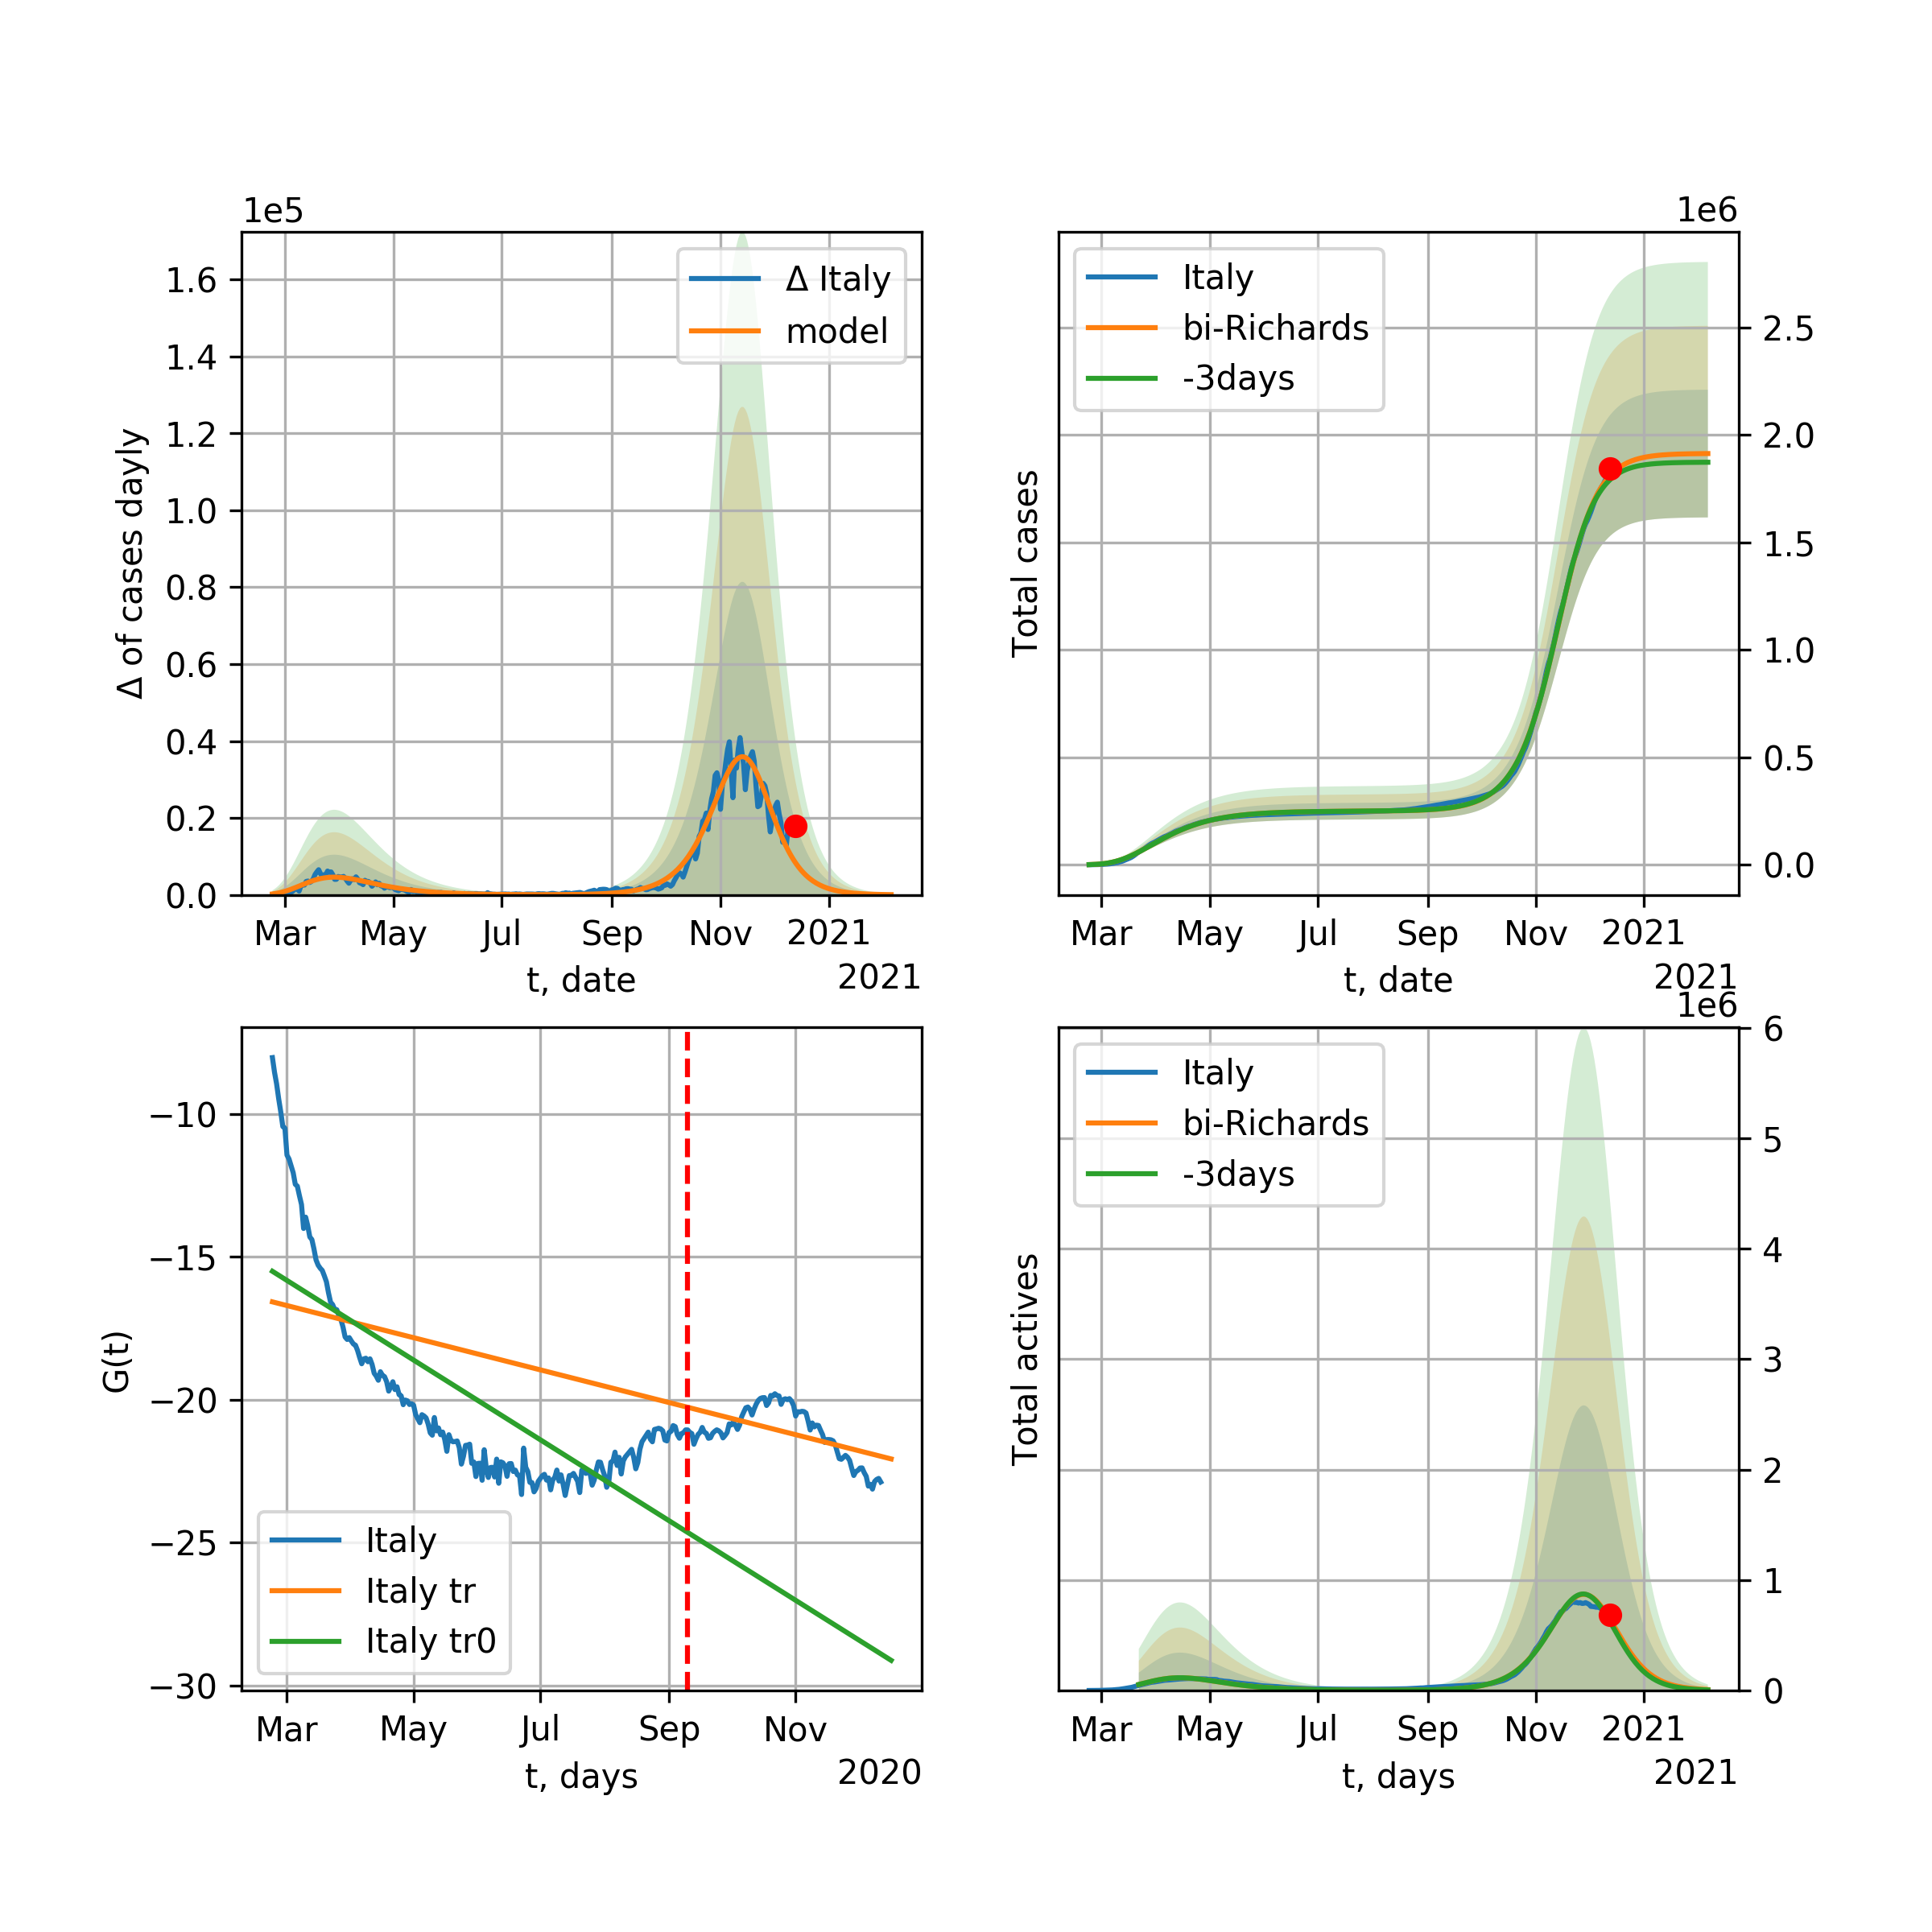 1e5
Δ of cases dayly
1.6
1.4
1.2
1.0
0.8
0.6
0.4
0.2
0.0
Δ Italy
model
Mar May Jul Sep Nov 2021
t, date
2021
1e6
Total cases
Italy
bi-Richards
-3days
2.5
2.0
1.5
1.0
0.5
0.0
Mar May Jul Sep Nov 2021
t, date
2021
G(t)
−10
−15
−20
−25
−30
Italy
Italy tr
Italy tr0
Mar May Jul Sep Nov
t, days
2020
1e6
Total actives
Italy
bi-Richards
-3days
6
5
4
3
2
1
0
Mar May Jul Sep Nov 2021
t, days
2021